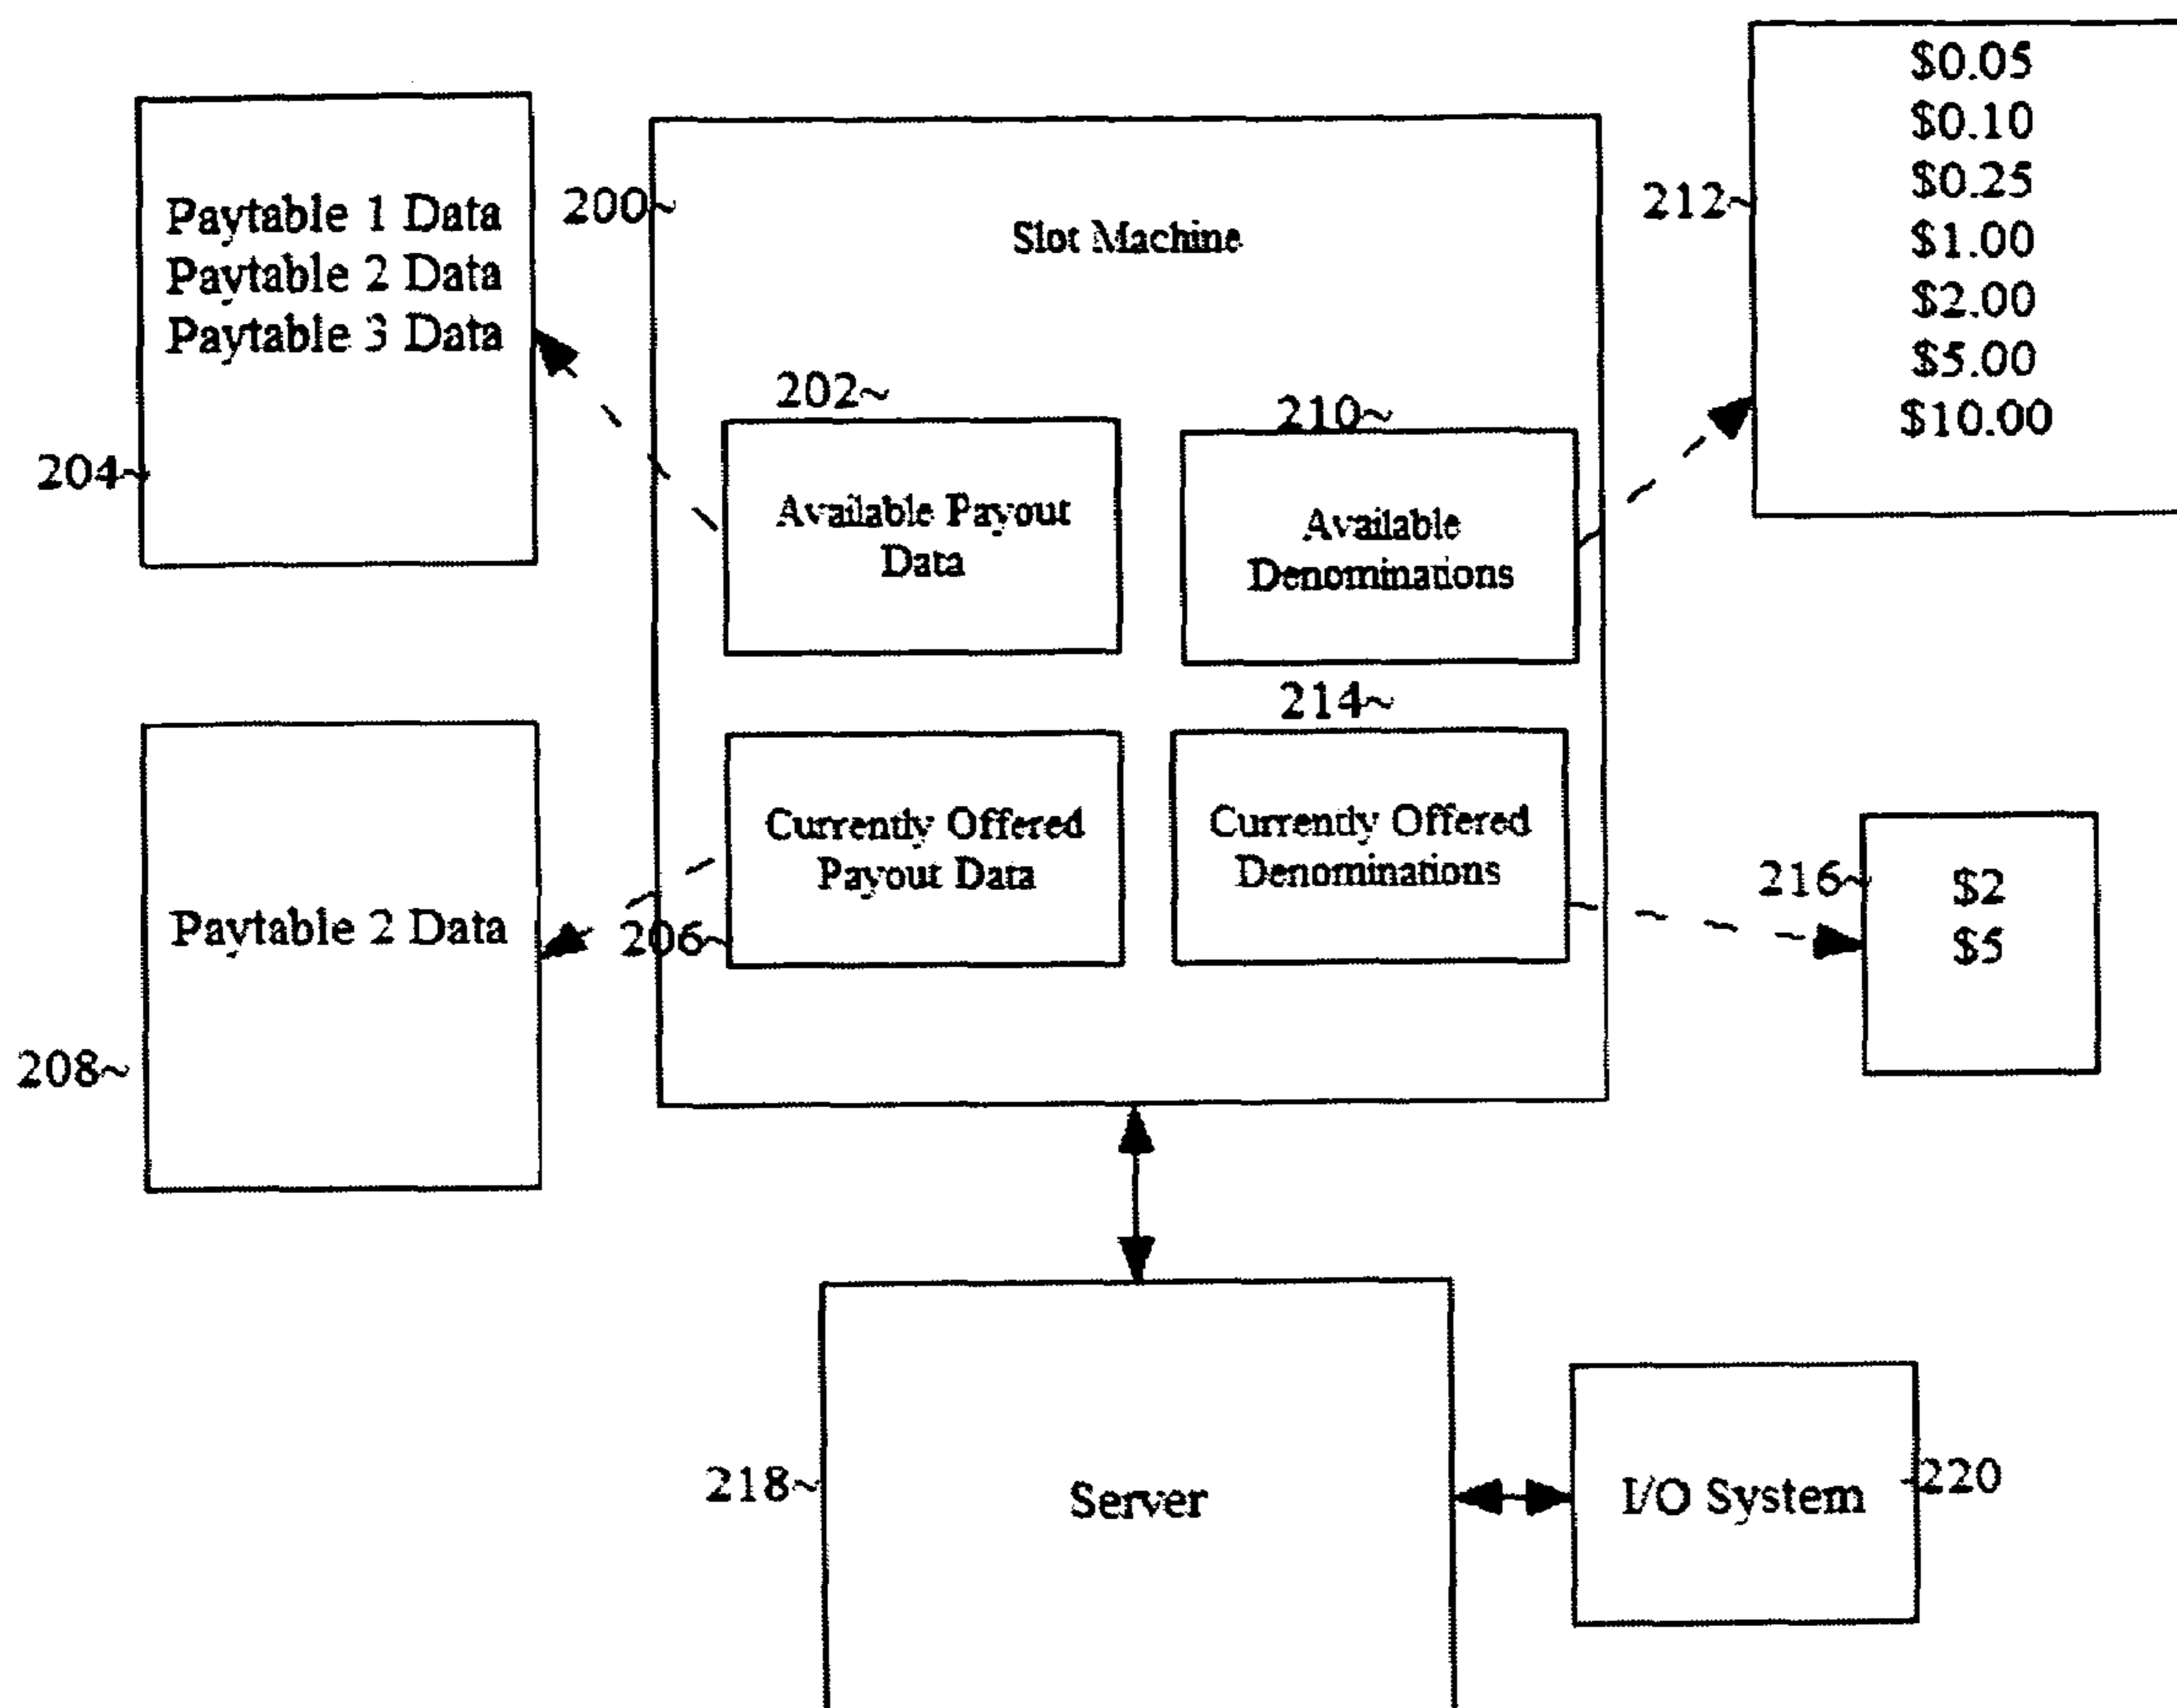 $0.05
$0.10
$0.25
$1.00
$2.00
$5.00
$10.00
212~
Paytable 1 Data
Paytable 2 Data
Paytable 3 Data
204~
200~
Slot Machine
202~
Available Payout
Data
210~
Available
Denominations
214~
Currently Offered
Payout Data
206~
Currently Offered
Denominations
Paytable 2 Data
208~
216~
$2
$5
218~
Server
I/O System
220